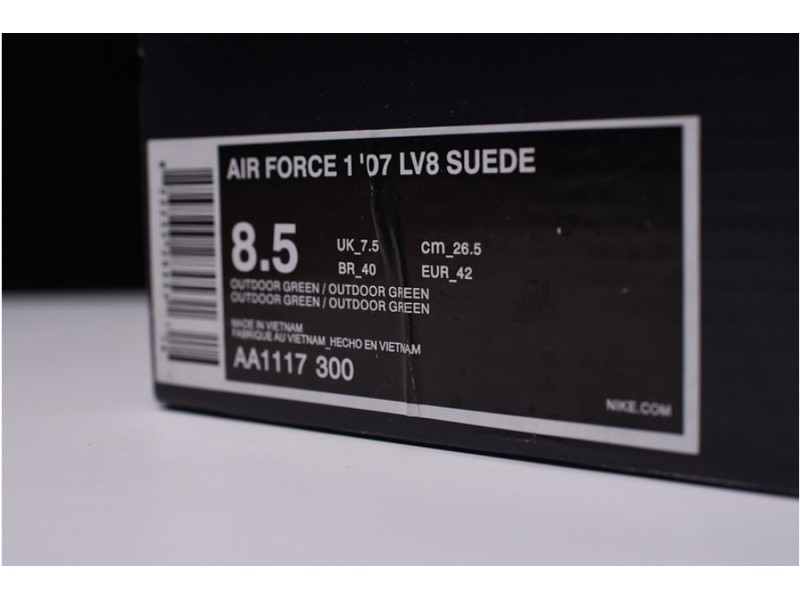 AIR FORCE 1 '07 LV8 SUEDE
8.5 UK_7.5 cm_26.5
BR_40 EUR_42
OUTDOOR GREEN / OUTDOOR GREEN
OUTDOOR GREEN / OUTDOOR GREEN
MADE IN VIETNAM
FABRIQUE AU VIETNAM_HECHO EN VIETNAM
AA1117 300
NIKE.COM